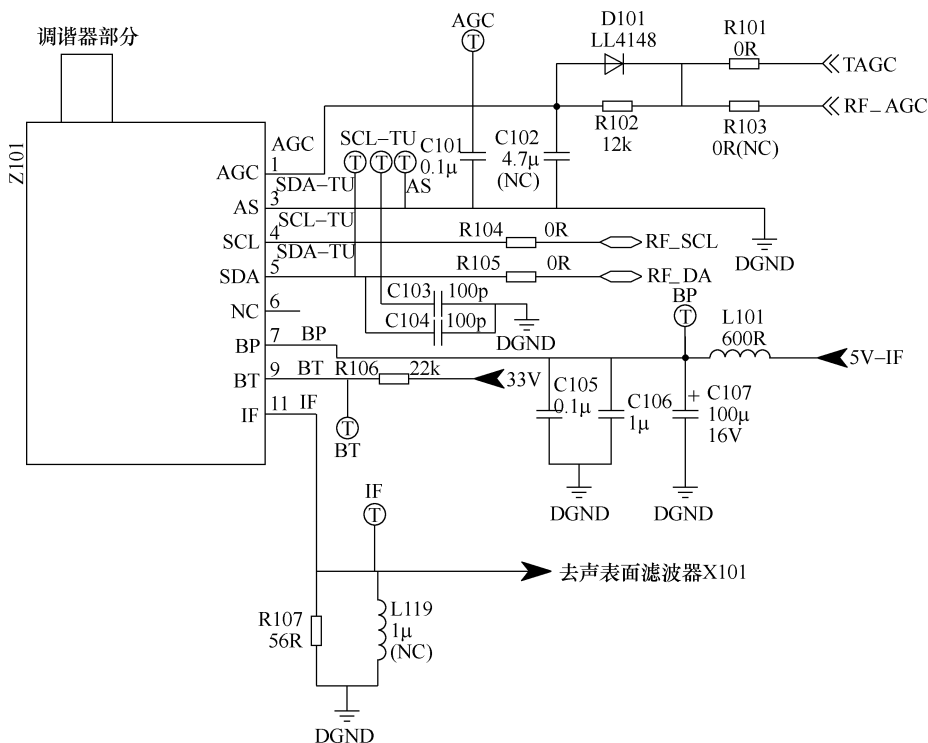 调谐器部分
Z101
AGC
T
D101
LL4148
R101
0R
TAGC
RF_AGC
R102
12k
R103
0R(NC)
AGC
SCL-TU
T T T
C101
0.1μ
C102
4.7μ
(NC)
AGC 1
SDA-TU
AS
AS 3
SCL-TU
SCL 4
SDA-TU
R104 0R
RF_SCL
DGND
SDA 5
R105 0R
RF_DA
NC 6
C103 100p
C104 100p
DGND
BP
T
L101
600R
BP 7 BP
5V-IF
BT 9 BT
R106 22k
33V
C105
0.1μ
C106
1μ
+ C107
100μ
16V
IF 11 IF
T
BT
DGND
DGND
IF
T
去声表面滤波器X101
R107
56R
L119
1μ
(NC)
DGND